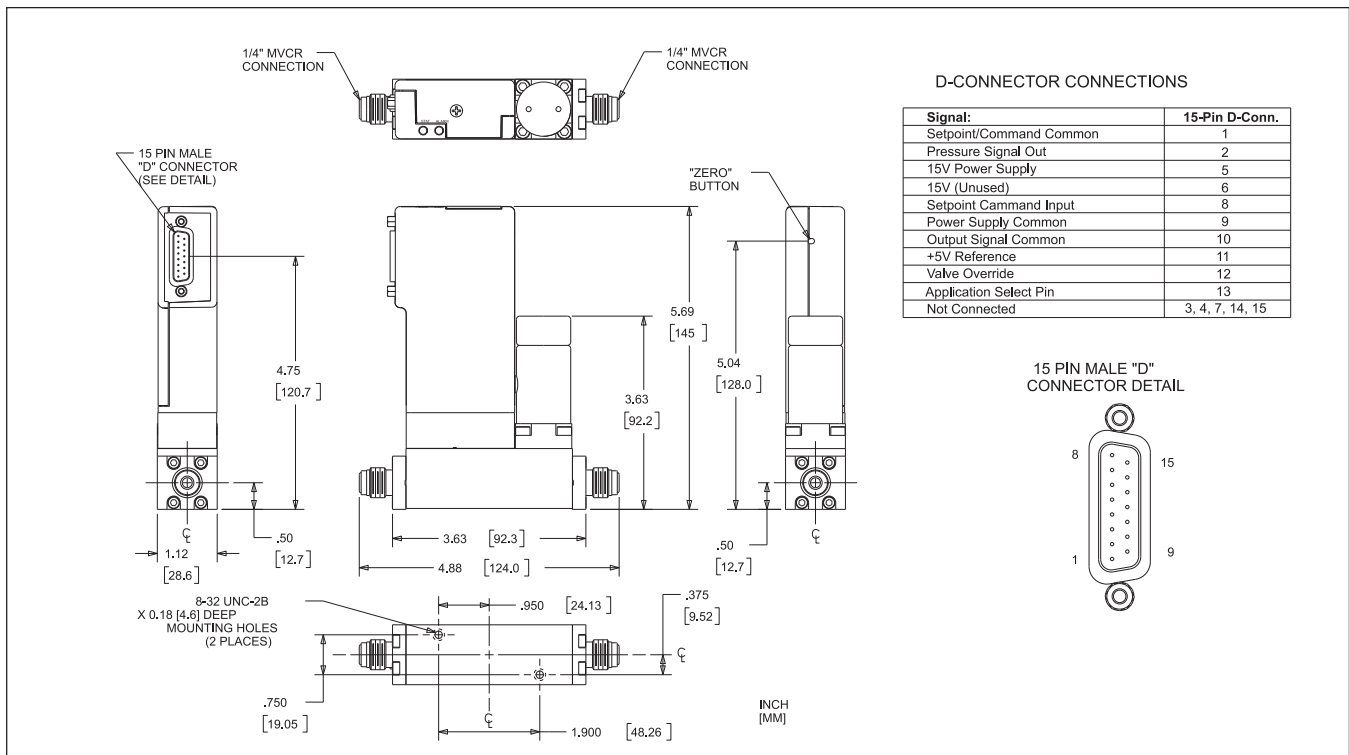 1/4" MVCR
CONNECTION
1/4" MVCR
CONNECTION
15 PIN MALE
"D" CONNECTOR
(SEE DETAIL)
"ZERO"
BUTTON
4.75
[120.7]
5.69
[145 ]
3.63
[92.2]
5.04
[128.0]
.50
[12.7]
1.12
[28.6]
3.63 [92.3]
4.88 [124.0]
.50
[12.7]
8-32 UNC-2B
X 0.18 [4.6] DEEP
MOUNTING HOLES
(2 PLACES)
.950 [24.13]
.375
[9.52]
.750
[19.05]
1.900 [48.26]
INCH
[MM]
D-CONNECTOR CONNECTIONS
Signal: 15-Pin D-Conn.
Setpoint/Command Common 1
Pressure Signal Out 2
15V Power Supply 5
15V (Unused) 6
Setpoint Cammand Input 8
Power Supply Common 9
Output Signal Common 10
+5V Reference 11
Valve Override 12
Application Select Pin 13
Not Connected 3, 4, 7, 14, 15
15 PIN MALE "D"
CONNECTOR DETAIL
8 15
1 9